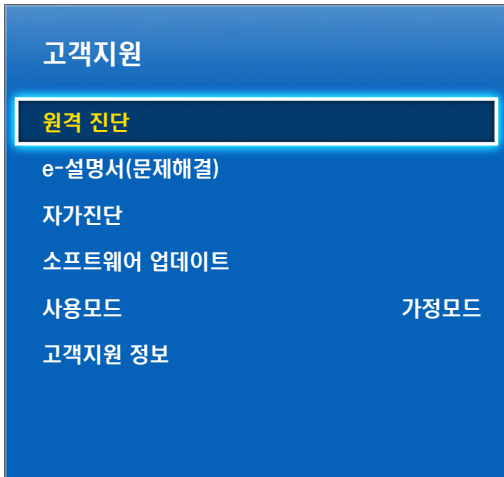 고객지원
원격 진단
e-설명서(문제해결)
자가진단
소프트웨어 업데이트
사용모드 가정모드
고객지원 정보